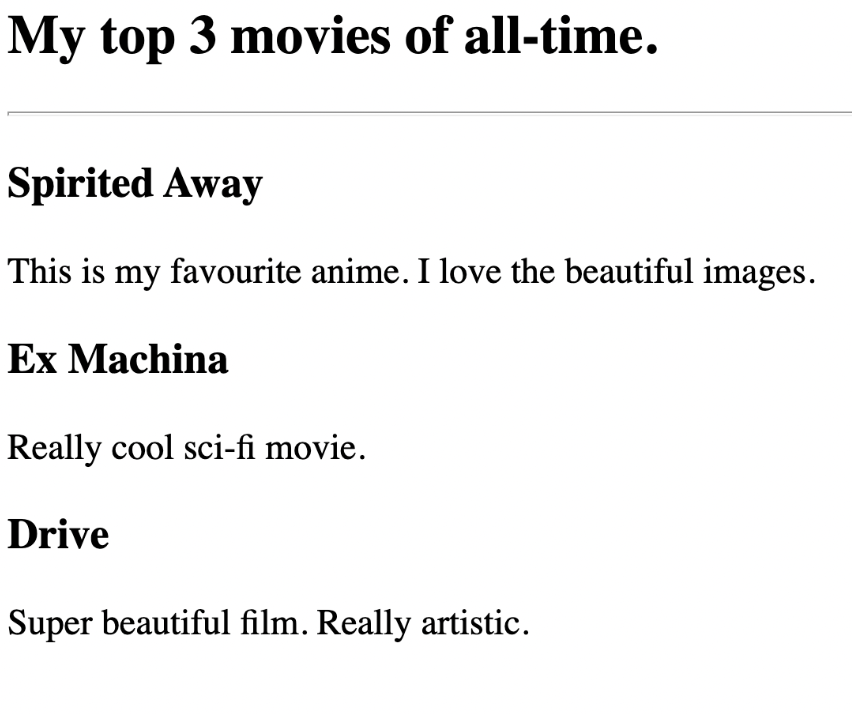 My top 3 movies of all-time.
Spirited Away
This is my favourite anime. I love the beautiful images.
Ex Machina
Really cool sci-fi movie.
Drive
Super beautiful film. Really artistic.